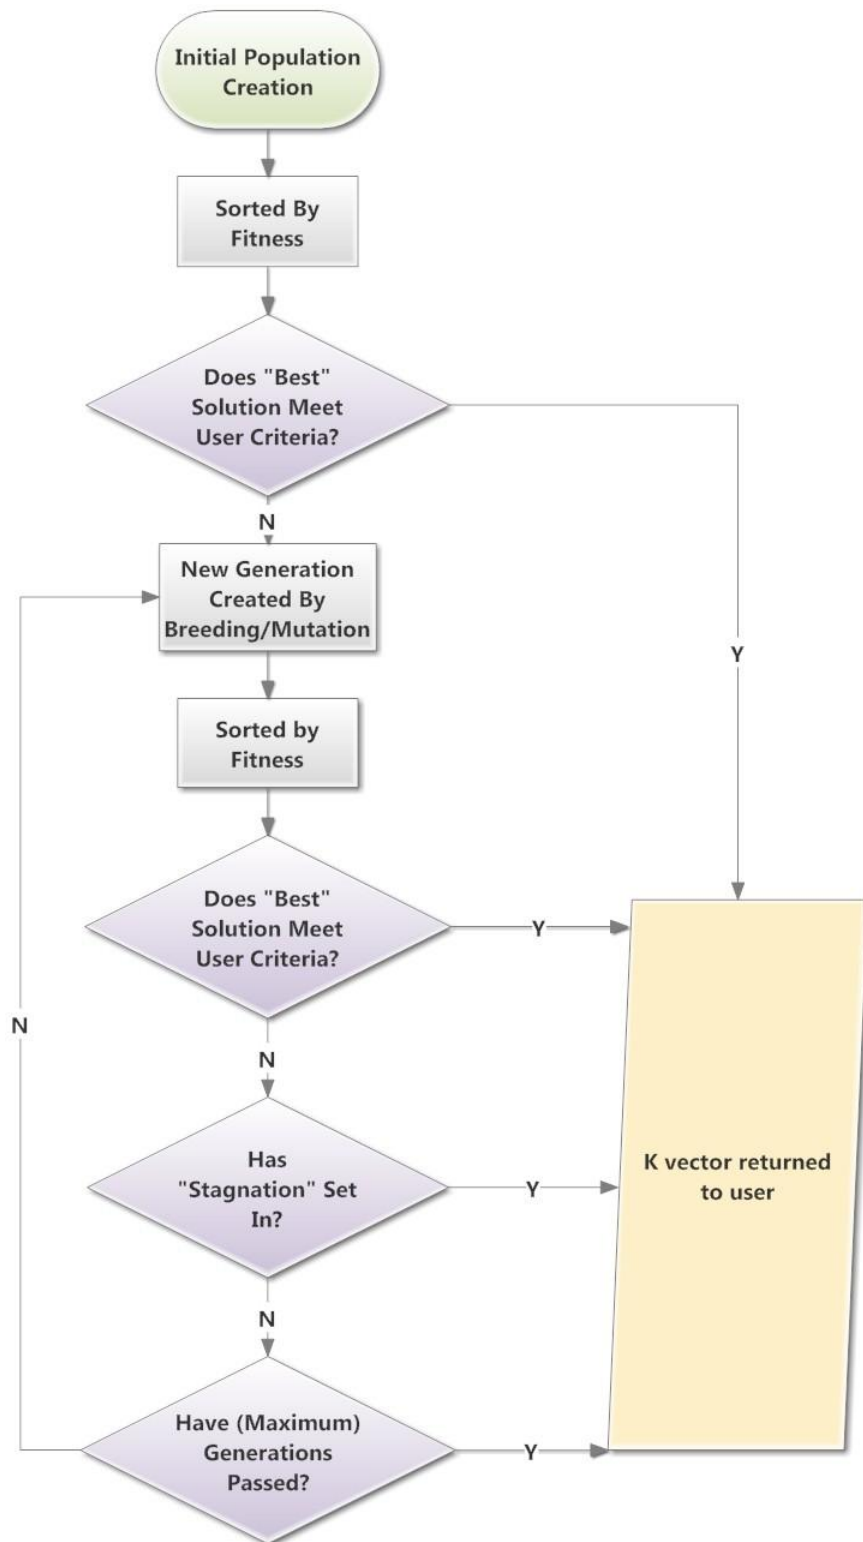 Initial Population
Creation
Sorted By
Fitness
Does "Best"
Solution Meet
User Criteria?
N
New Generation
Created By
Breeding/Mutation
Y
Sorted by
Fitness
Does "Best"
Solution Meet
User Criteria?
Y
N
N
Has
"Stagnation" Set
In?
Y
K vector returned
to user
N
Have (Maximum)
Generations
Passed?
Y